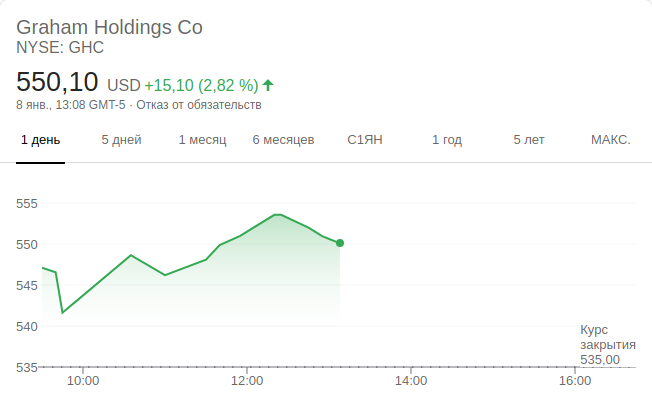 Graham Holdings Co
NYSE: GHC
550,10 USD +15,10 (2,82 %)
8 янв., 13:08 GMT-5 · Отказ от обязательств
1 день 5 дней 1 месяц 6 месяцев С1ЯН 1 год 5 лет МАКС.
555
550
545
540
Курс
закрытия
535,00
535
10:00 12:00 14:00 16:00